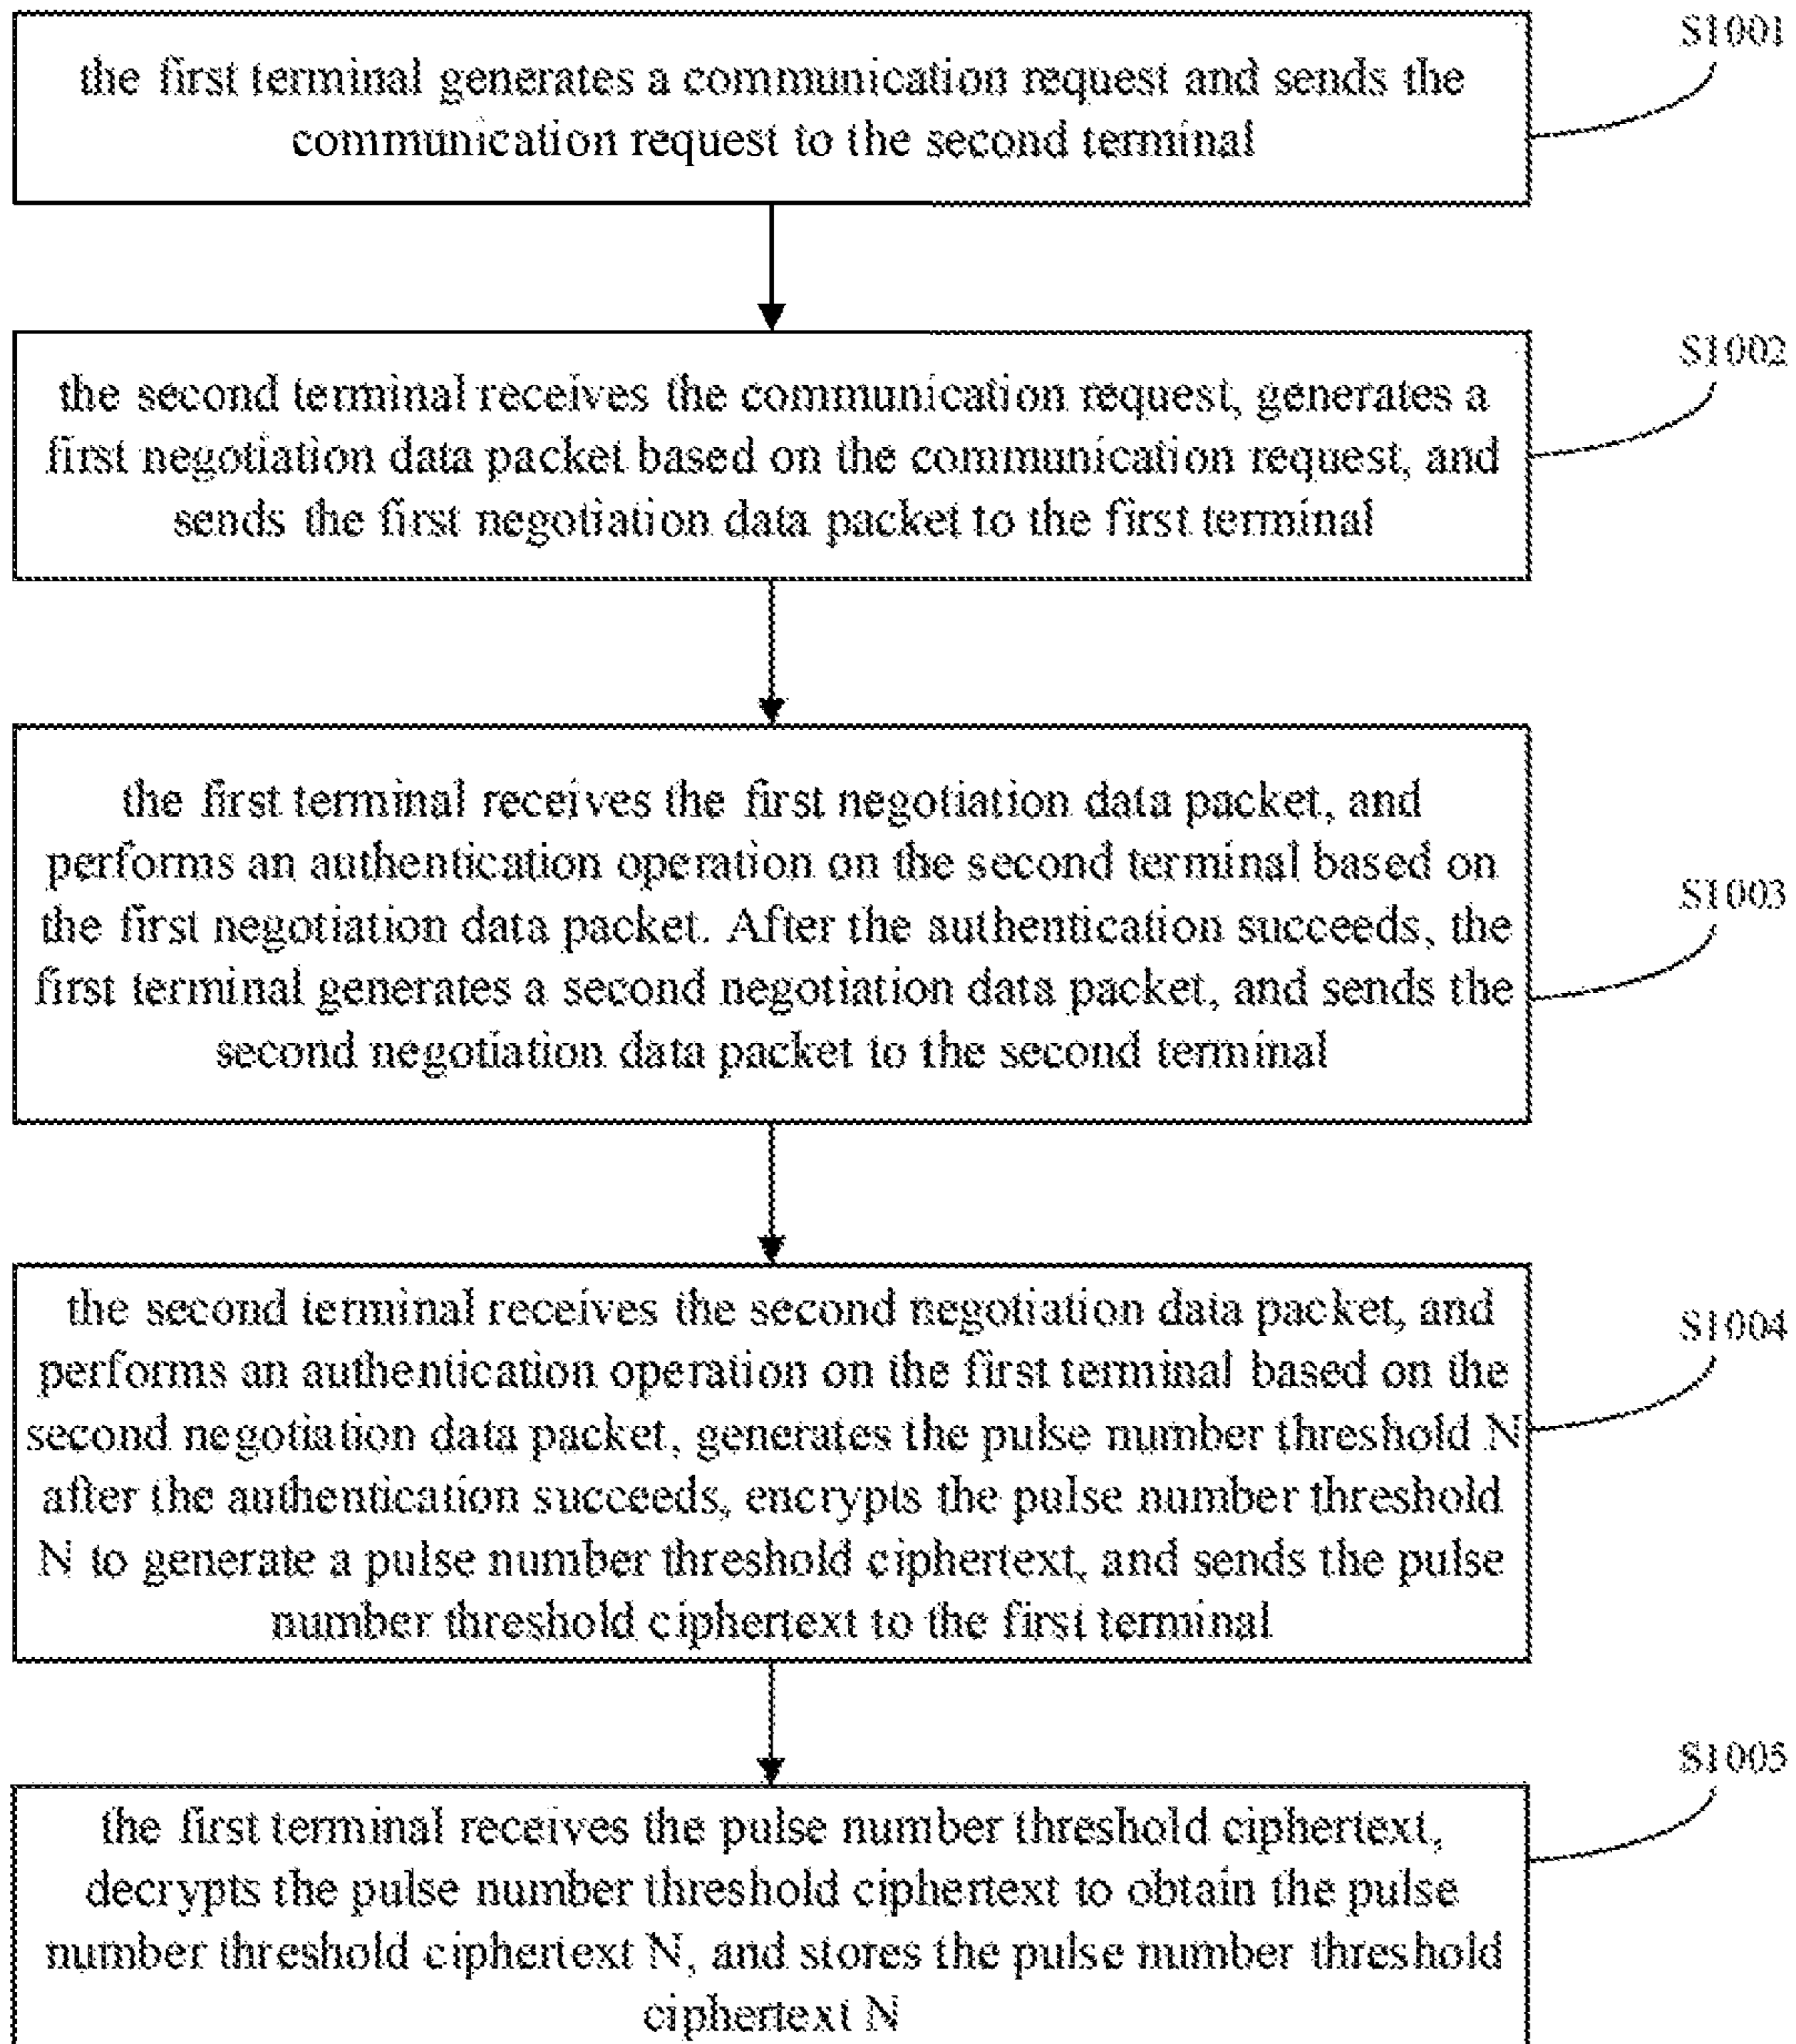 S1001
the first terminal generates a communication request and sends the
communication request to the second terminal
S1002
the second terminal receives the communication request, generates a
first negotiation data packet based on the communication request, and
sends the first negotiation data packet to the first terminal
the first terminal receives the first negotiation data packet, and
performs an authentication operation on the second terminal based on
S1003
the first negotiation data packet. After the authentication succeeds, the
first terminal generates a second negotiation data packet, and sends the
second negotiation data packet to the second terminal
the second terminal receives the second negotiation data packet, and
S1004
performs an authentication operation on the first terminal based on the
second negotiation data packet, generates the pulse number threshold N
after the authentication succeeds, encrypts the pulse number threshold
N to generate a pulse number threshold ciphertext, and sends the pulse
number threshold ciphertext to the first terminal
S1005
the first terminal receives the pulse number threshold ciphertext,
decrypts the pulse number threshold ciphertext to obtain the pulse
number threshold ciphertext N, and stores the pulse number threshold
ciphertext N